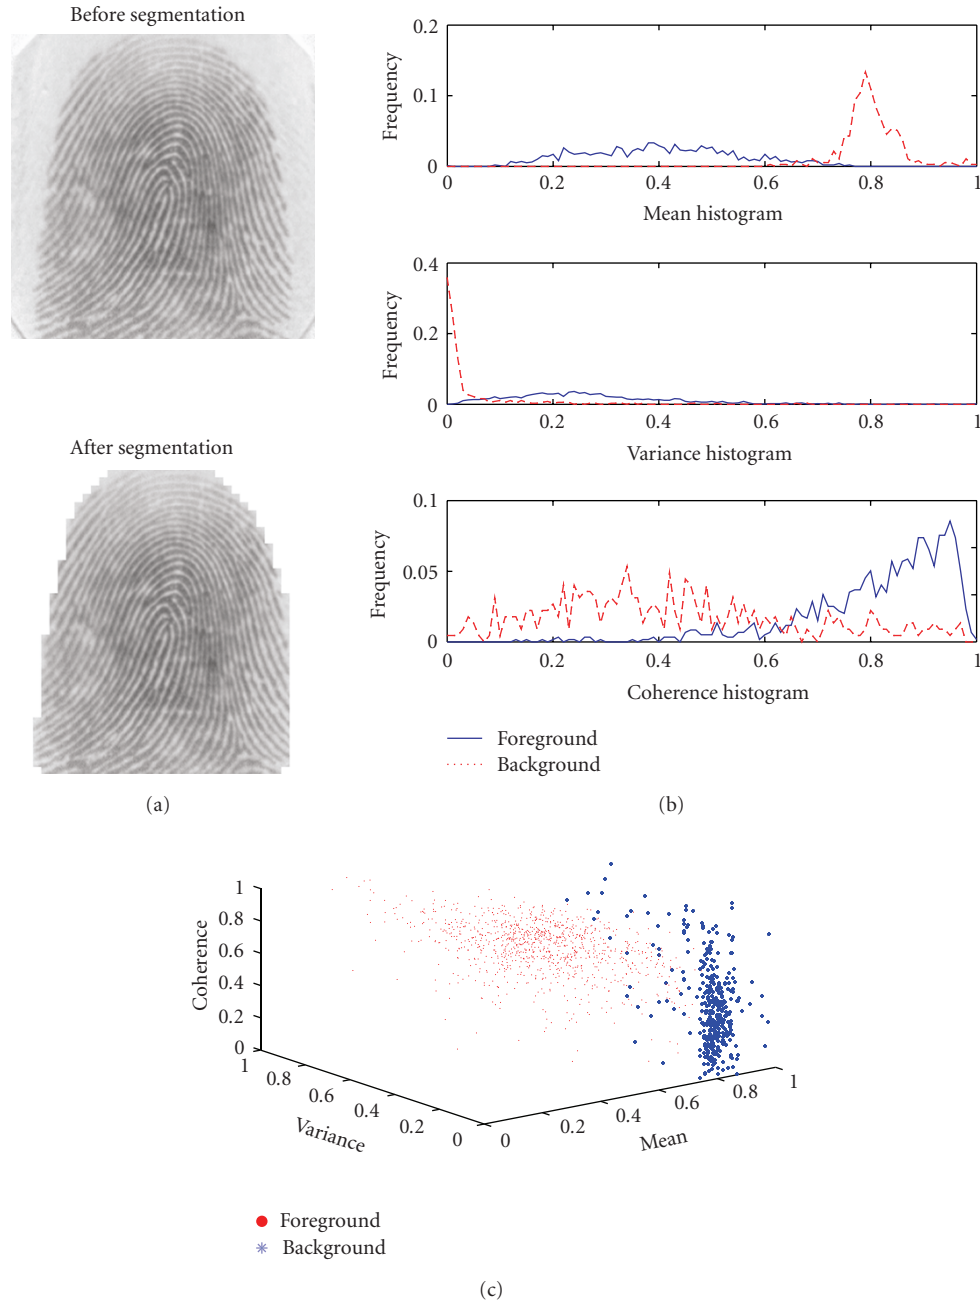 Before segmentation
After segmentation
(a)
0.2
0.1
0
Frequency
0 0.2 0.4 0.6 0.8 1
Mean histogram
0.4
0.2
0
Frequency
0 0.2 0.4 0.6 0.8 1
Variance histogram
0.1
0.05
0
Frequency
0 0.2 0.4 0.6 0.8 1
Coherence histogram
Foreground
Background
(b)
1
0.8
0.6
0.4
0.2
0
Coherence
1
0.8
0.6
0.4
0.2
0
Variance
0
0.2
0.4
0.6
0.8
1
Mean
Foreground
Background
(c)